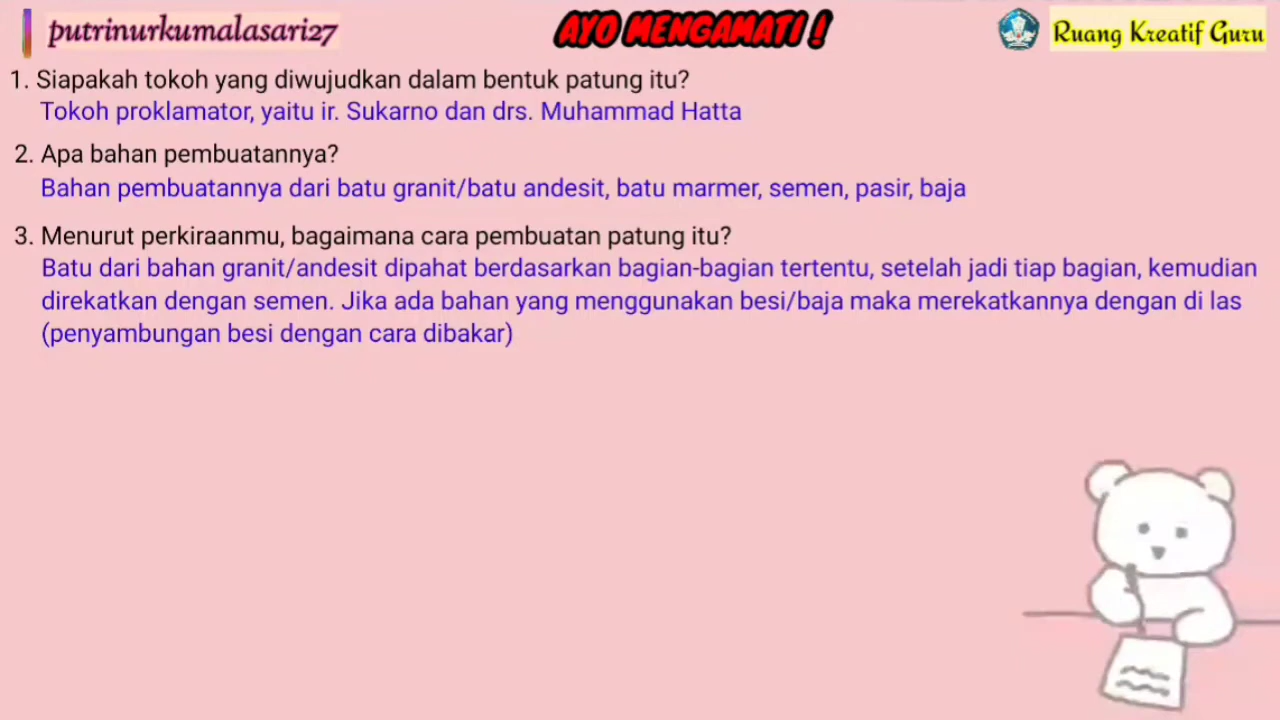 putrinurkumalasari27
AYO MENGAMATI !
Ruang Kreatif Guru
1. Siapakah tokoh yang diwujudkan dalam bentuk patung itu?
Tokoh proklamator, yaitu ir. Sukarno dan drs. Muhammad Hatta
2. Apa bahan pembuatannya?
Bahan pembuatannya dari batu granit/batu andesit, batu marmer, semen, pasir, baja
3. Menurut perkiraanmu, bagaimana cara pembuatan patung itu?
Batu dari bahan granit/andesit dipahat berdasarkan bagian-bagian tertentu, setelah jadi tiap bagian, kemudian
direkatkan dengan semen. Jika ada bahan yang menggunakan besi/baja maka merekatkannya dengan di las
(penyambungan besi dengan cara dibakar)